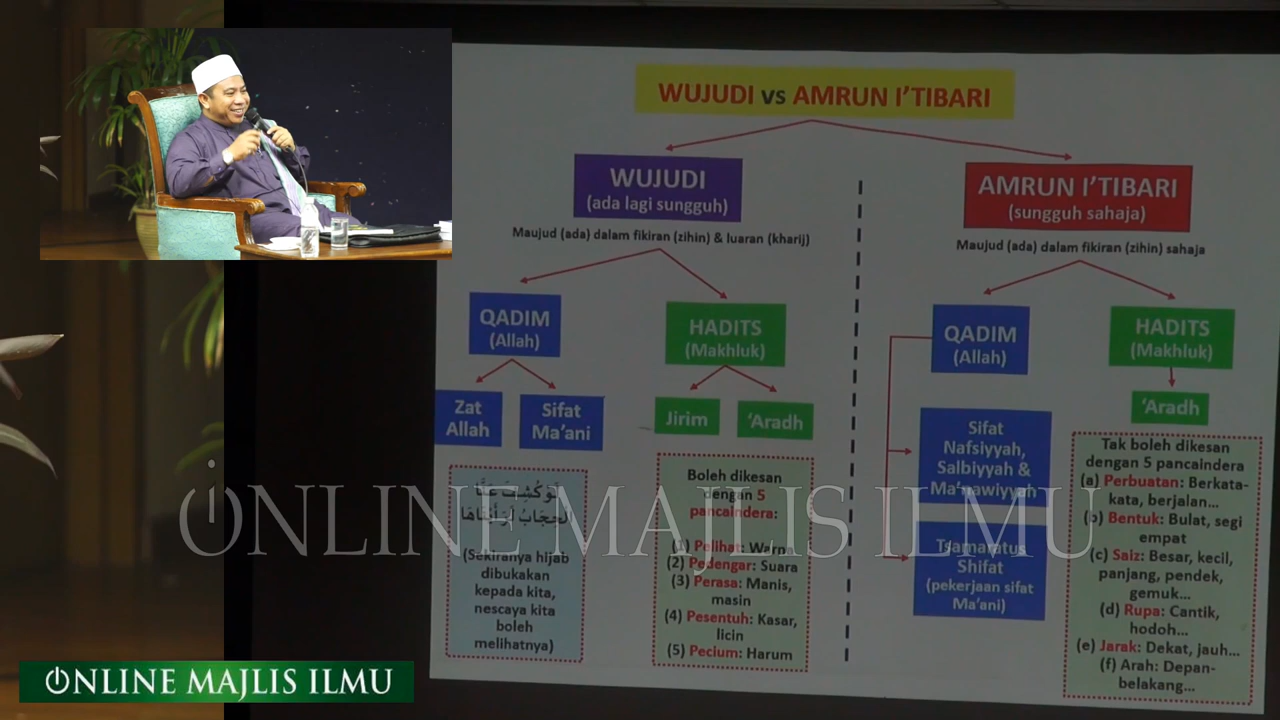 WUJUDI vs AMRUN I'TIBARI
WUJUDI
(ada lagi sungguh)
Maujud (ada) dalam fikiran (zihin) & luaran (kharij)
QADIM
(Allah)
Zat
Allah
Sifat
Ma'ani
لَوْ كُشِفَ عَنَّا
الْحِجَابُ لَرَأَيْنَاهَا
(Sekiranya hijab
dibukakan
kepada kita,
nescaya kita
boleh
melihatnya)
HADITS
(Makhluk)
Jirim
'Aradh
Boleh dikesan
dengan 5
pancaindera:
(1) Pelihat: Warna
(2) Pedengar: Suara
(3) Perasa: Manis,
masin
(4) Pesentuh: Kasar,
licin
(5) Pecium: Harum
AMRUN I'TIBARI
(sungguh sahaja)
Maujud (ada) dalam fikiran (zihin) sahaja
QADIM
(Allah)
Sifat
Nafsiyyah,
Salbiyyah &
Ma'nawiyyah
Tsamaratus
Shifat
(pekerjaan sifat
Ma'ani)
HADITS
(Makhluk)
'Aradh
Tak boleh dikesan
dengan 5 pancaindera
(a) Perbuatan: Berkata-
kata, berjalan...
(b) Bentuk: Bulat, segi
empat
(c) Saiz: Besar, kecil,
panjang, pendek,
gemuk...
(d) Rupa: Cantik,
hodoh...
(e) Jarak: Dekat, jauh...
(f) Arah: Depan-
belakang...
ONLINE MAJLIS ILMU
ONLINE MAJLIS ILMU